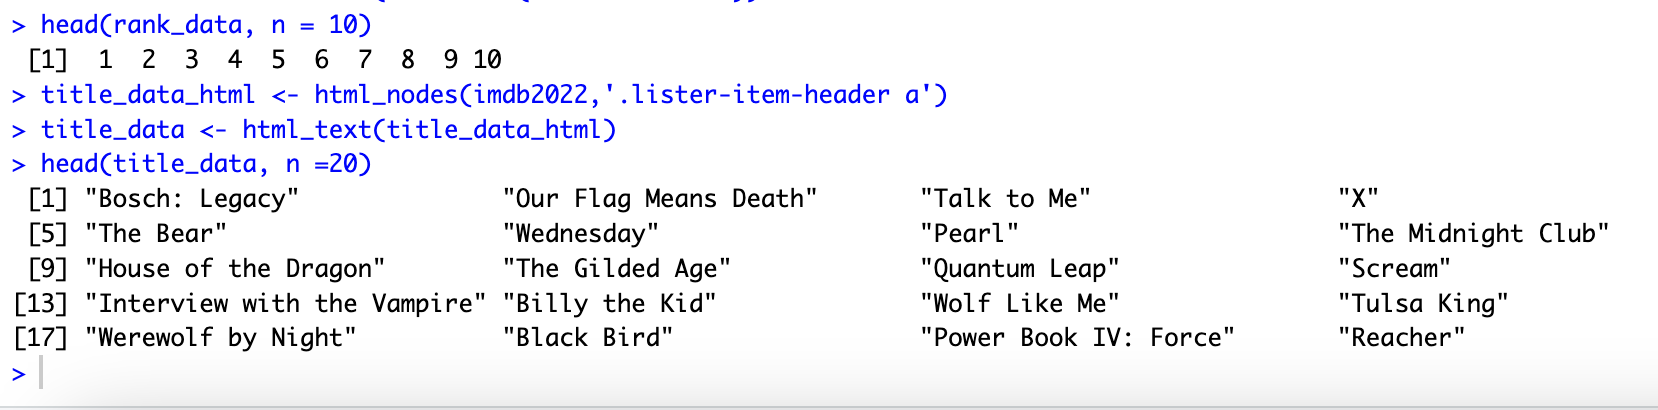 > head(rank_data, n = 10)
[1]  1  2  3  4  5  6  7  8  9 10
> title_data_html <- html_nodes(imdb2022,'.lister-item-header a')
> title_data <- html_text(title_data_html)
> head(title_data, n =20)
[1] "Bosch: Legacy" "Our Flag Means Death" "Talk to Me" "X"
[5] "The Bear" "Wednesday" "Pearl" "The Midnight Club"
[9] "House of the Dragon" "The Gilded Age" "Quantum Leap" "Scream"
[13] "Interview with the Vampire" "Billy the Kid" "Wolf Like Me" "Tulsa King"
[17] "Werewolf by Night" "Black Bird" "Power Book IV: Force" "Reacher"
>